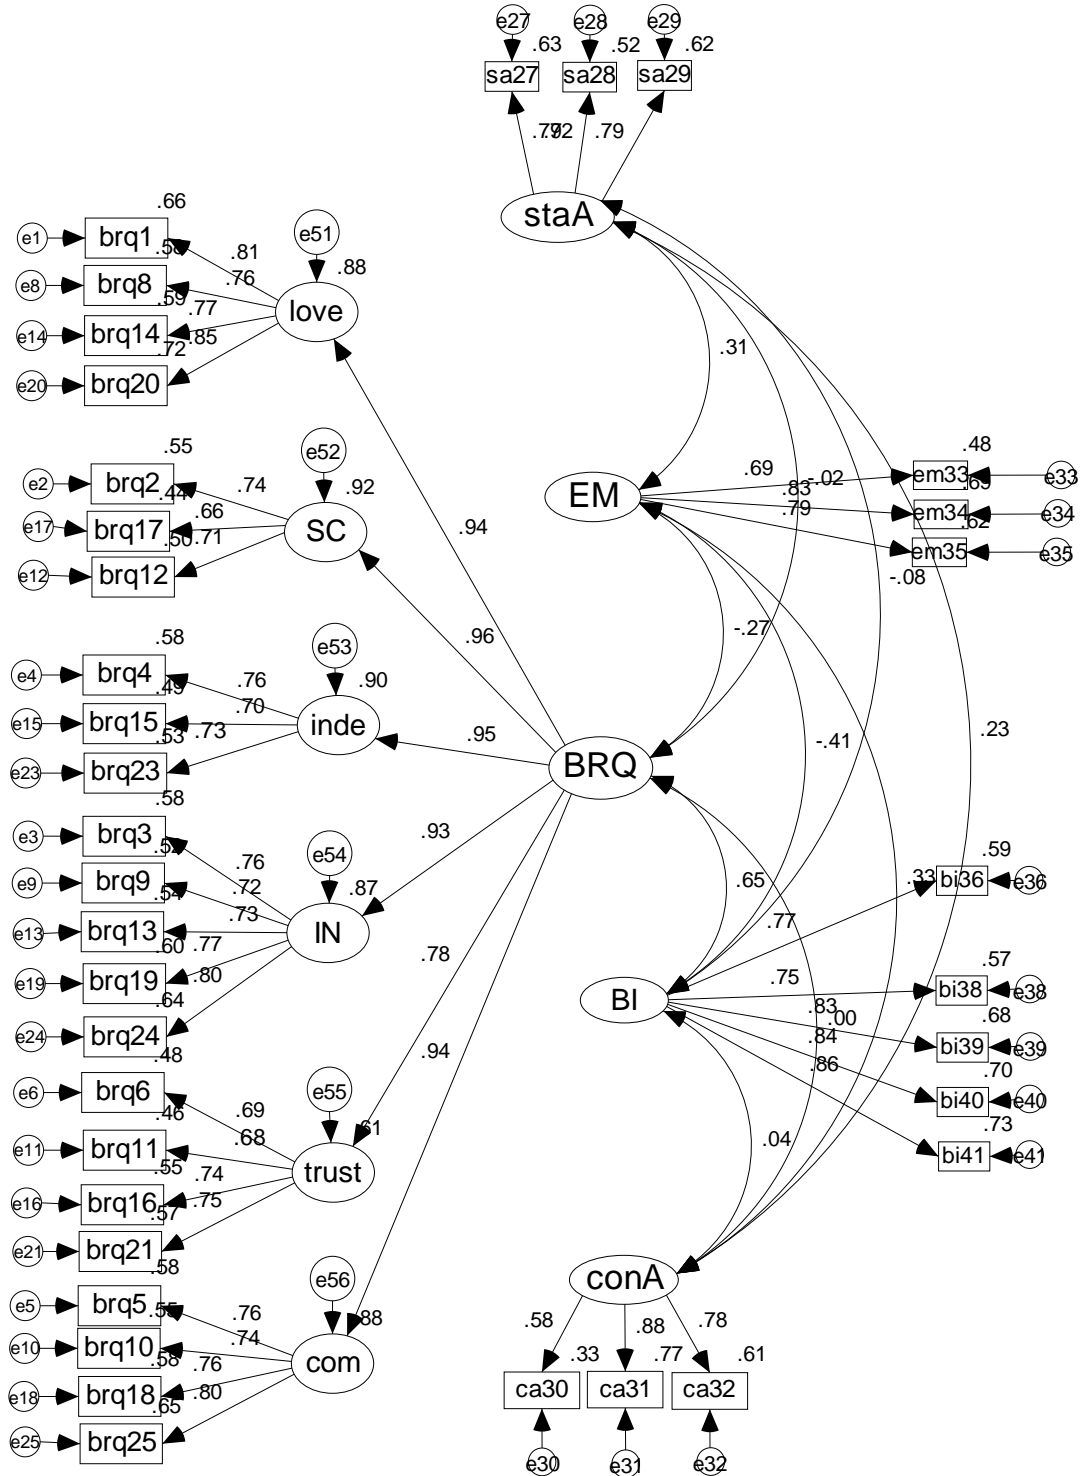 e27 e28 e29
.63 .52 .62
sa27 sa28 sa29
.79 .72 .79
staA
.66
e1 brq1
.58 .81
e8 brq8
.59 .76
e14 brq14
.77
.72 .85
e20 brq20
e51
.88
love
.31
.55
e2 brq2
.44 .74
e17 brq17
.66
.50 .71
e12 brq12
e52
.92
SC
.94
EM
.69 .83 -.02
.79
.48
em33 e33
.69
em34 e34
.62
em35 e35
-.08
-.27
.96
.58
e4 brq4
.49 .76
e15 brq15
.70
.53 .73
e23 brq23
e53
.90
inde
.95
BRQ
-.41
.23
.58
e3 brq3
.52 .76
e9 brq9
.72
.54 .73
e13 brq13
.60 .77
e19 brq19
.80
.64
e24 brq24
e54
.87
IN
.93
.65
.33
.59
bi36 e36
.77
.78
BI
.75
.57
bi38 e38
.83 .00
.68
bi39 e39
.84
.70
bi40 e40
.86
.73
bi41 e41
.94
.04
.48
e6 brq6
.46 .69
e11 brq11
.68
.55 .74
e16 brq16
.57 .75
e21 brq21
e55
.61
trust
.58
e5 brq5
.55 .76
e10 brq10
.74
.58 .76
e18 brq18
.65 .80
e25 brq25
e56
.88
com
conA
.58 .88 .78
.33 .77 .61
ca30 ca31 ca32
e30 e31 e32